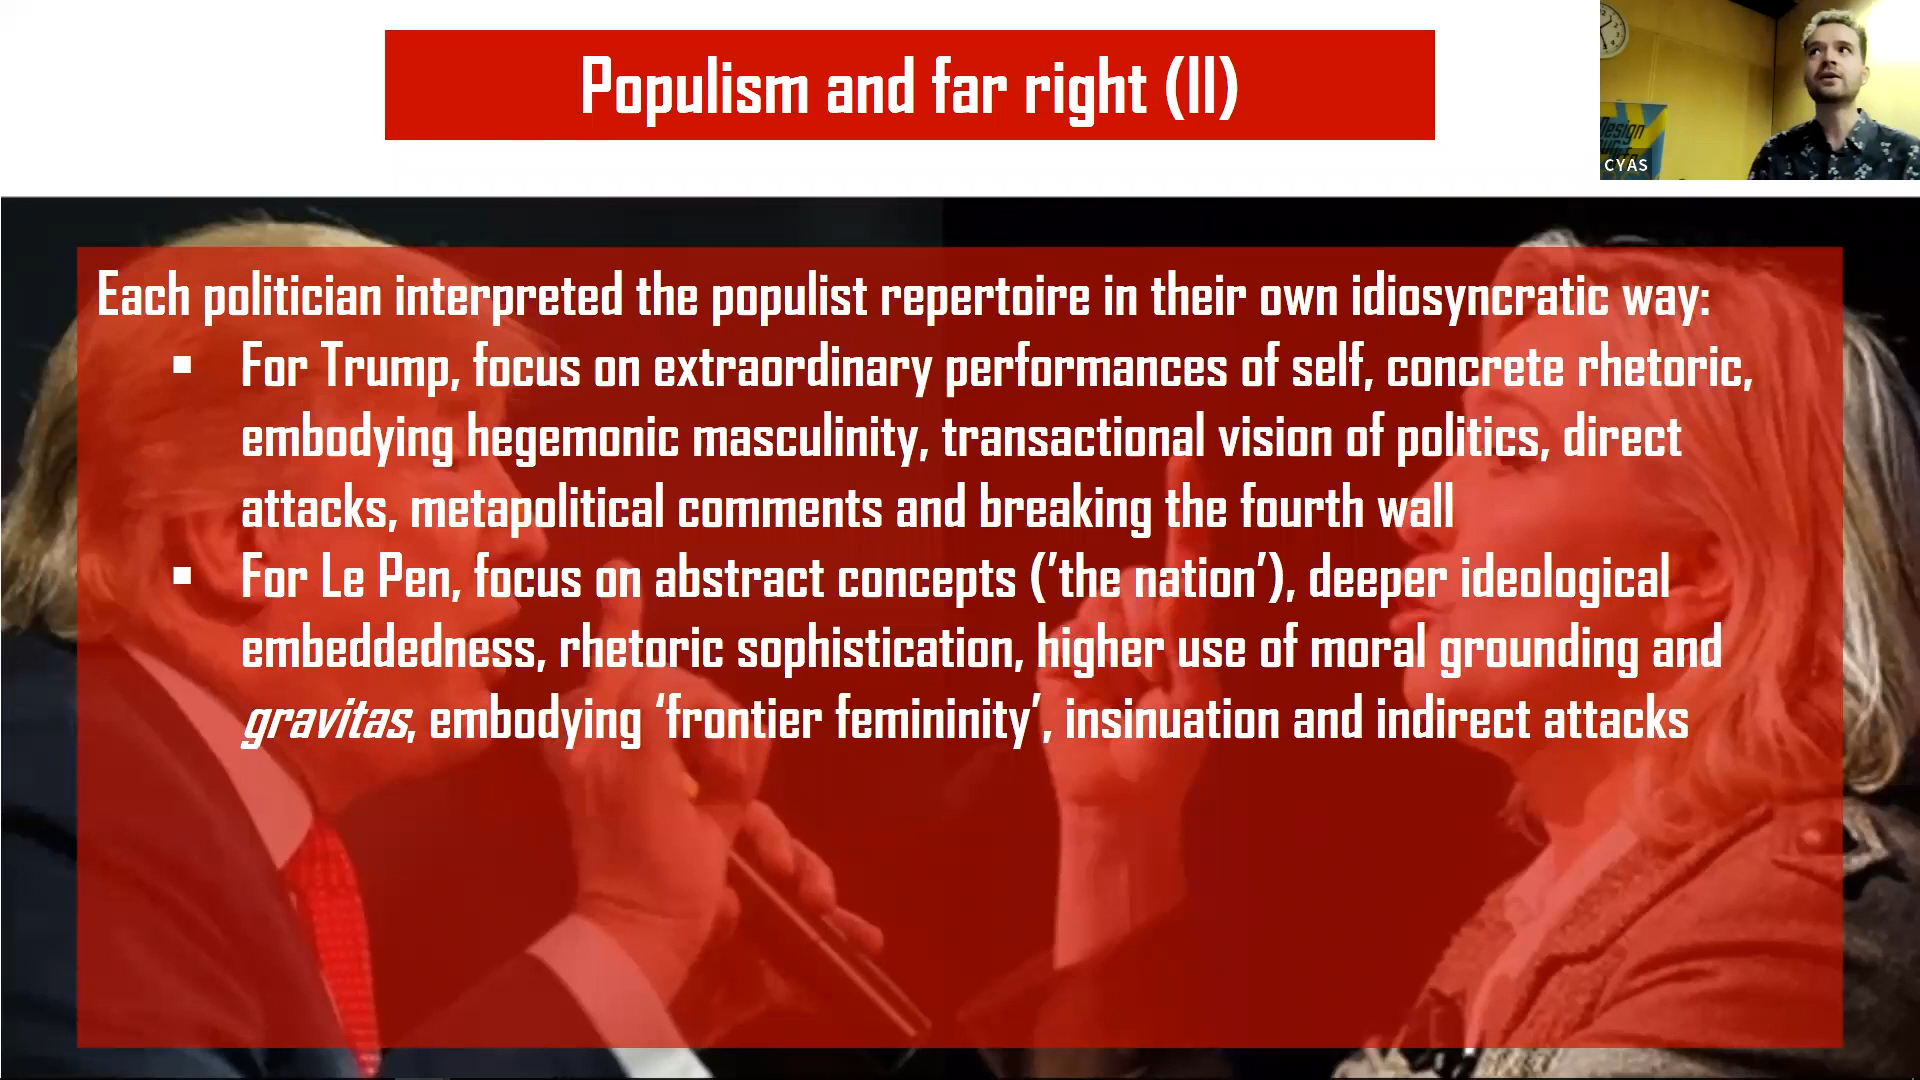 Populism and far right (II)
Design
CYAS
Each politician interpreted the populist repertoire in their own idiosyncratic way:
▪ For Trump, focus on extraordinary performances of self, concrete rhetoric,
embodying hegemonic masculinity, transactional vision of politics, direct
attacks, metapolitical comments and breaking the fourth wall
▪ For Le Pen, focus on abstract concepts (’the nation’), deeper ideological
embeddedness, rhetoric sophistication, higher use of moral grounding and
gravitas, embodying ‘frontier femininity’, insinuation and indirect attacks